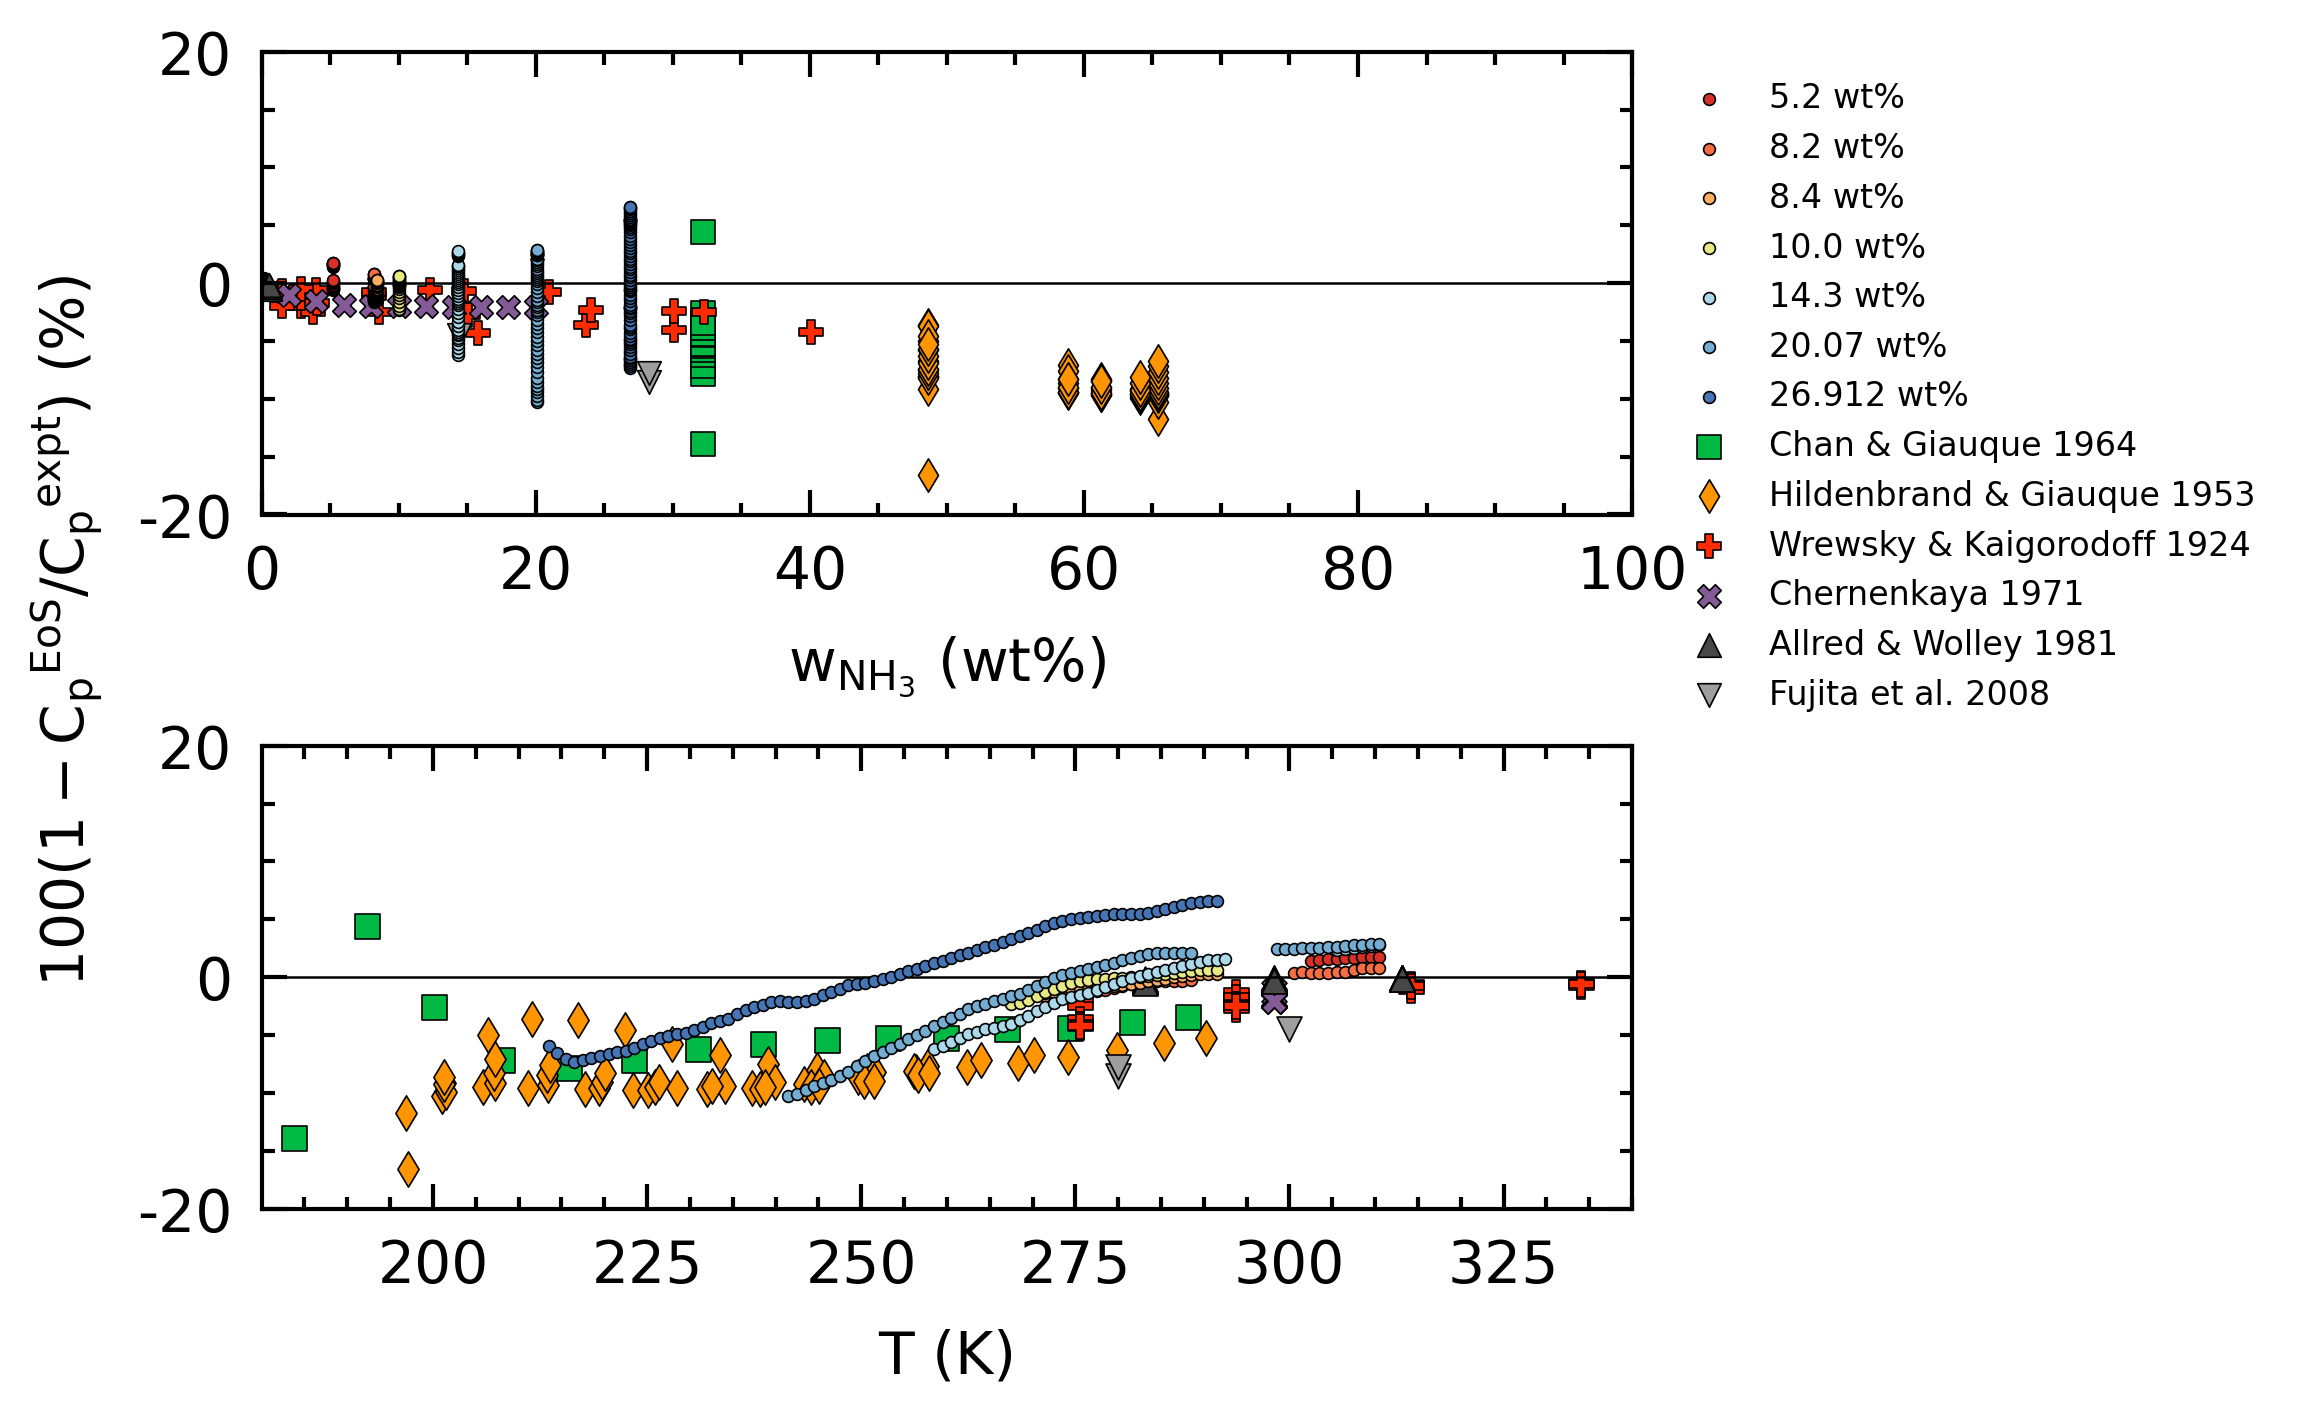 20
0
-20
0 20 40 60 80 100
w_NH₃ (wt%)
100(1 − C_p^EoS/C_p^expt) (%)
5.2 wt%
8.2 wt%
8.4 wt%
10.0 wt%
14.3 wt%
20.07 wt%
26.912 wt%
Chan & Giauque 1964
Hildenbrand & Giauque 1953
Wrewsky & Kaigorodoff 1924
Chernenkaya 1971
Allred & Wolley 1981
Fujita et al. 2008
20
0
-20
200 225 250 275 300 325
T (K)